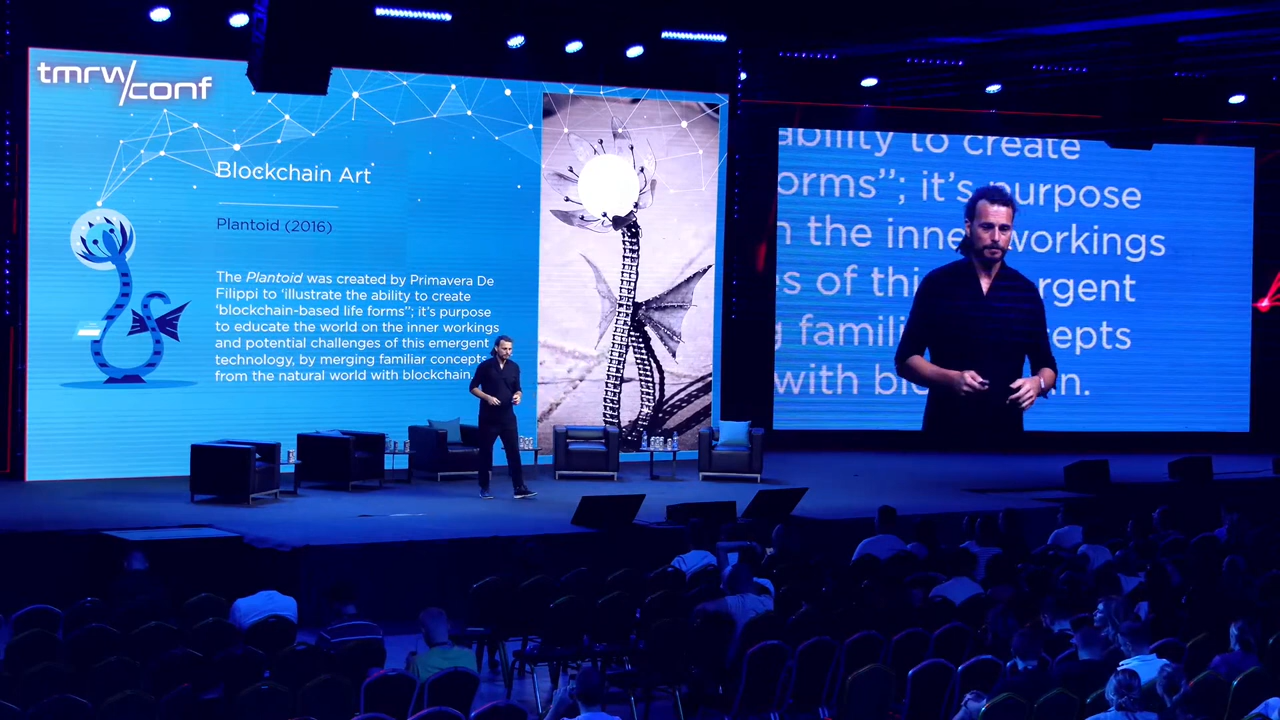 tmrw/conf
Blockchain Art
Plantoid (2016)
The Plantoid was created by Primavera De
Filippi to ‘illustrate the ability to create
‘blockchain-based life forms”; it’s purpose
to educate the world on the inner workings
and potential challenges of this emergent
technology, by merging familiar concepts
from the natural world with blockchain.
ability to create
orms”; it’s purpose
n the inner workings
s of this emergent
g familiar concepts
with blockchain.